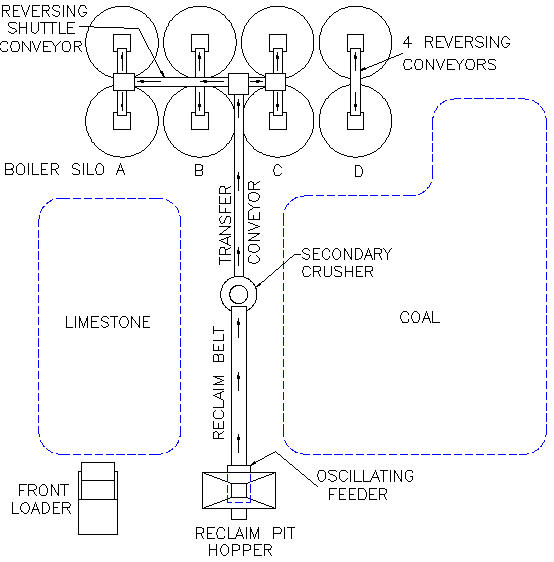 REVERSING
SHUTTLE
CONVEYOR
4 REVERSING
CONVEYORS
BOILER SILO A
B
C
D
TRANSFER
CONVEYOR
SECONDARY
CRUSHER
LIMESTONE
COAL
RECLAIM BELT
OSCILLATING
FEEDER
FRONT
LOADER
RECLAIM PIT
HOPPER